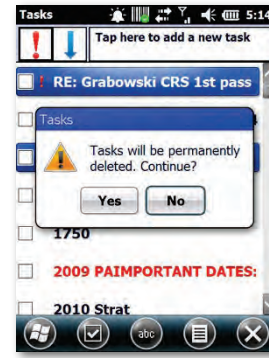 Tasks 5:14
Tap here to add a new task
RE: Grabowski CRS 1st pass
Tasks
Tasks will be permanently
deleted. Continue?
Yes No
1750
2009 PAIMPORTANT DATES:
2010 Strat
abc